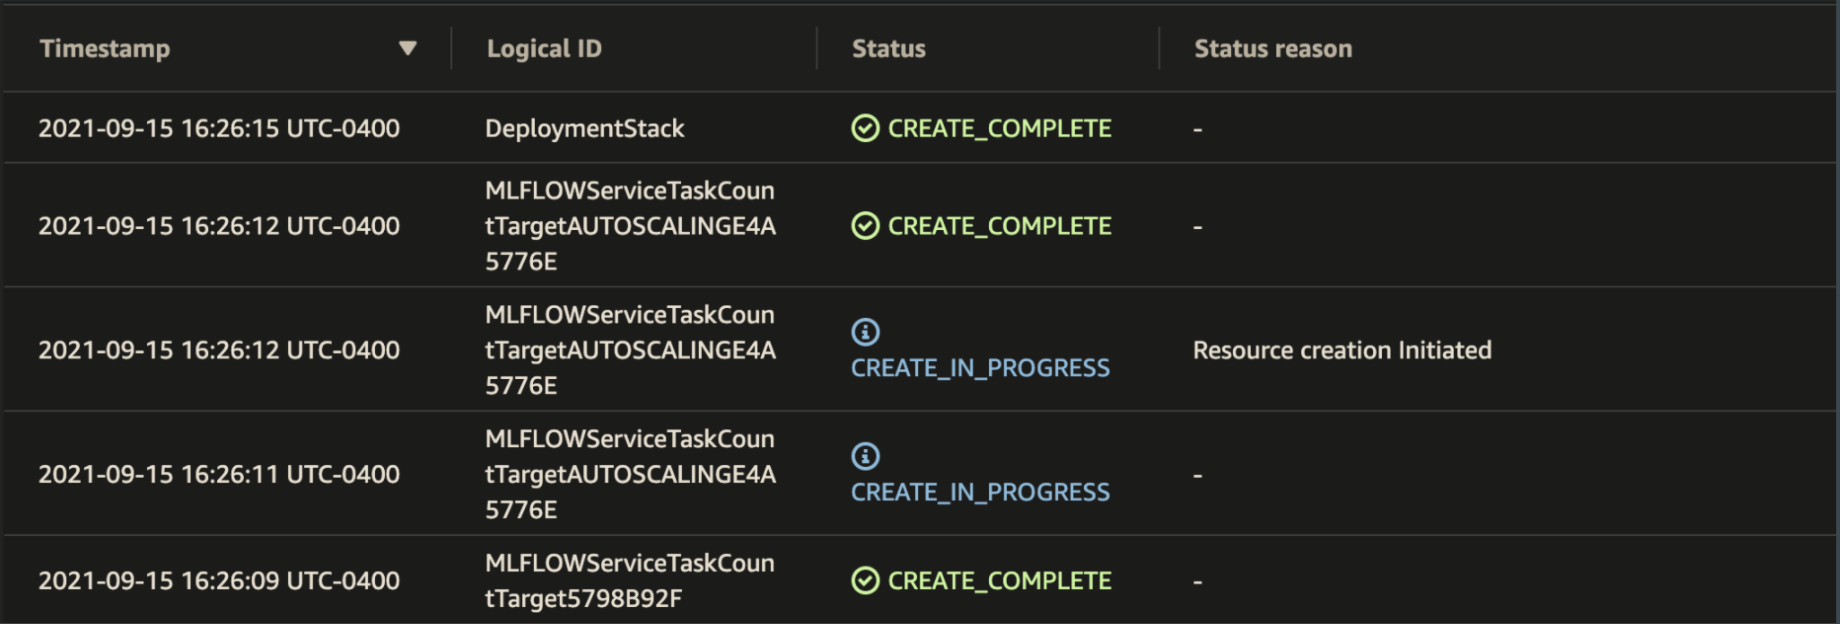 Timestamp Logical ID Status Status reason
2021-09-15 16:26:15 UTC-0400 DeploymentStack CREATE_COMPLETE -
MLFLOWServiceTaskCoun
2021-09-15 16:26:12 UTC-0400 tTargetAUTOSCALINGE4A CREATE_COMPLETE -
5776E
MLFLOWServiceTaskCoun
2021-09-15 16:26:12 UTC-0400 tTargetAUTOSCALINGE4A Resource creation Initiated
5776E CREATE_IN_PROGRESS
MLFLOWServiceTaskCoun
2021-09-15 16:26:11 UTC-0400 tTargetAUTOSCALINGE4A -
5776E CREATE_IN_PROGRESS
MLFLOWServiceTaskCoun
2021-09-15 16:26:09 UTC-0400 CREATE_COMPLETE -
tTarget5798B92F